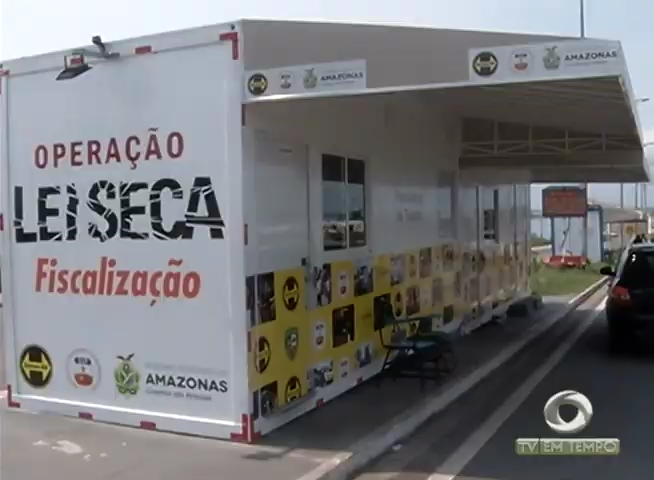 OPERAÇÃO
LEI SECA
Fiscalização
AMAZONAS
AMAZONAS
AMAZONAS
TV EM TEMPO